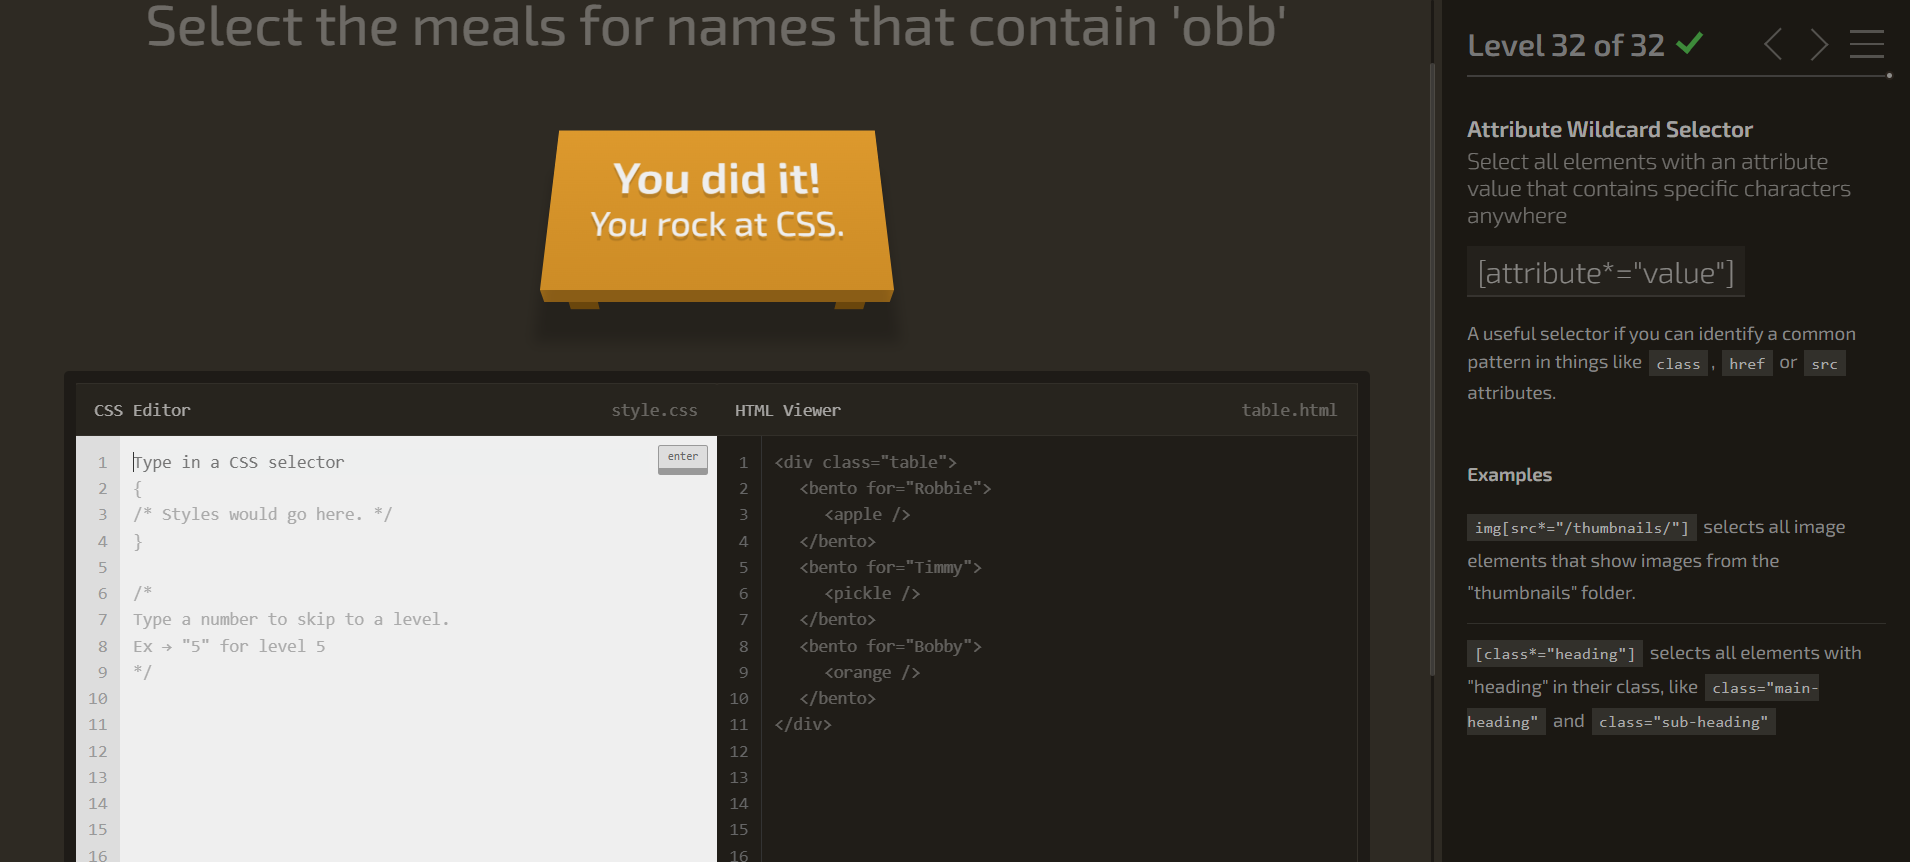 Select the meals for names that contain 'obb'
You did it!
You rock at CSS.
CSS Editor
style.css
1 Type in a CSS selector
enter
2 {
3 /* Styles would go here. */
4 }
5
6 /*
7 Type a number to skip to a level.
8 Ex → "5" for level 5
9 */
10
11
12
13
14
15
16
HTML Viewer
table.html
1 <div class="table">
2 <bento for="Robbie">
3 <apple />
4 </bento>
5 <bento for="Timmy">
6 <pickle />
7 </bento>
8 <bento for="Bobby">
9 <orange />
10 </bento>
11 </div>
12
13
14
15
16
Level 32 of 32
Attribute Wildcard Selector
Select all elements with an attribute
value that contains specific characters
anywhere
[attribute*="value"]
A useful selector if you can identify a common
pattern in things like class , href or src
attributes.
Examples
img[src*="/thumbnails/"] selects all image
elements that show images from the
"thumbnails" folder.
[class*="heading"] selects all elements with
"heading" in their class, like class="main-
heading" and class="sub-heading"